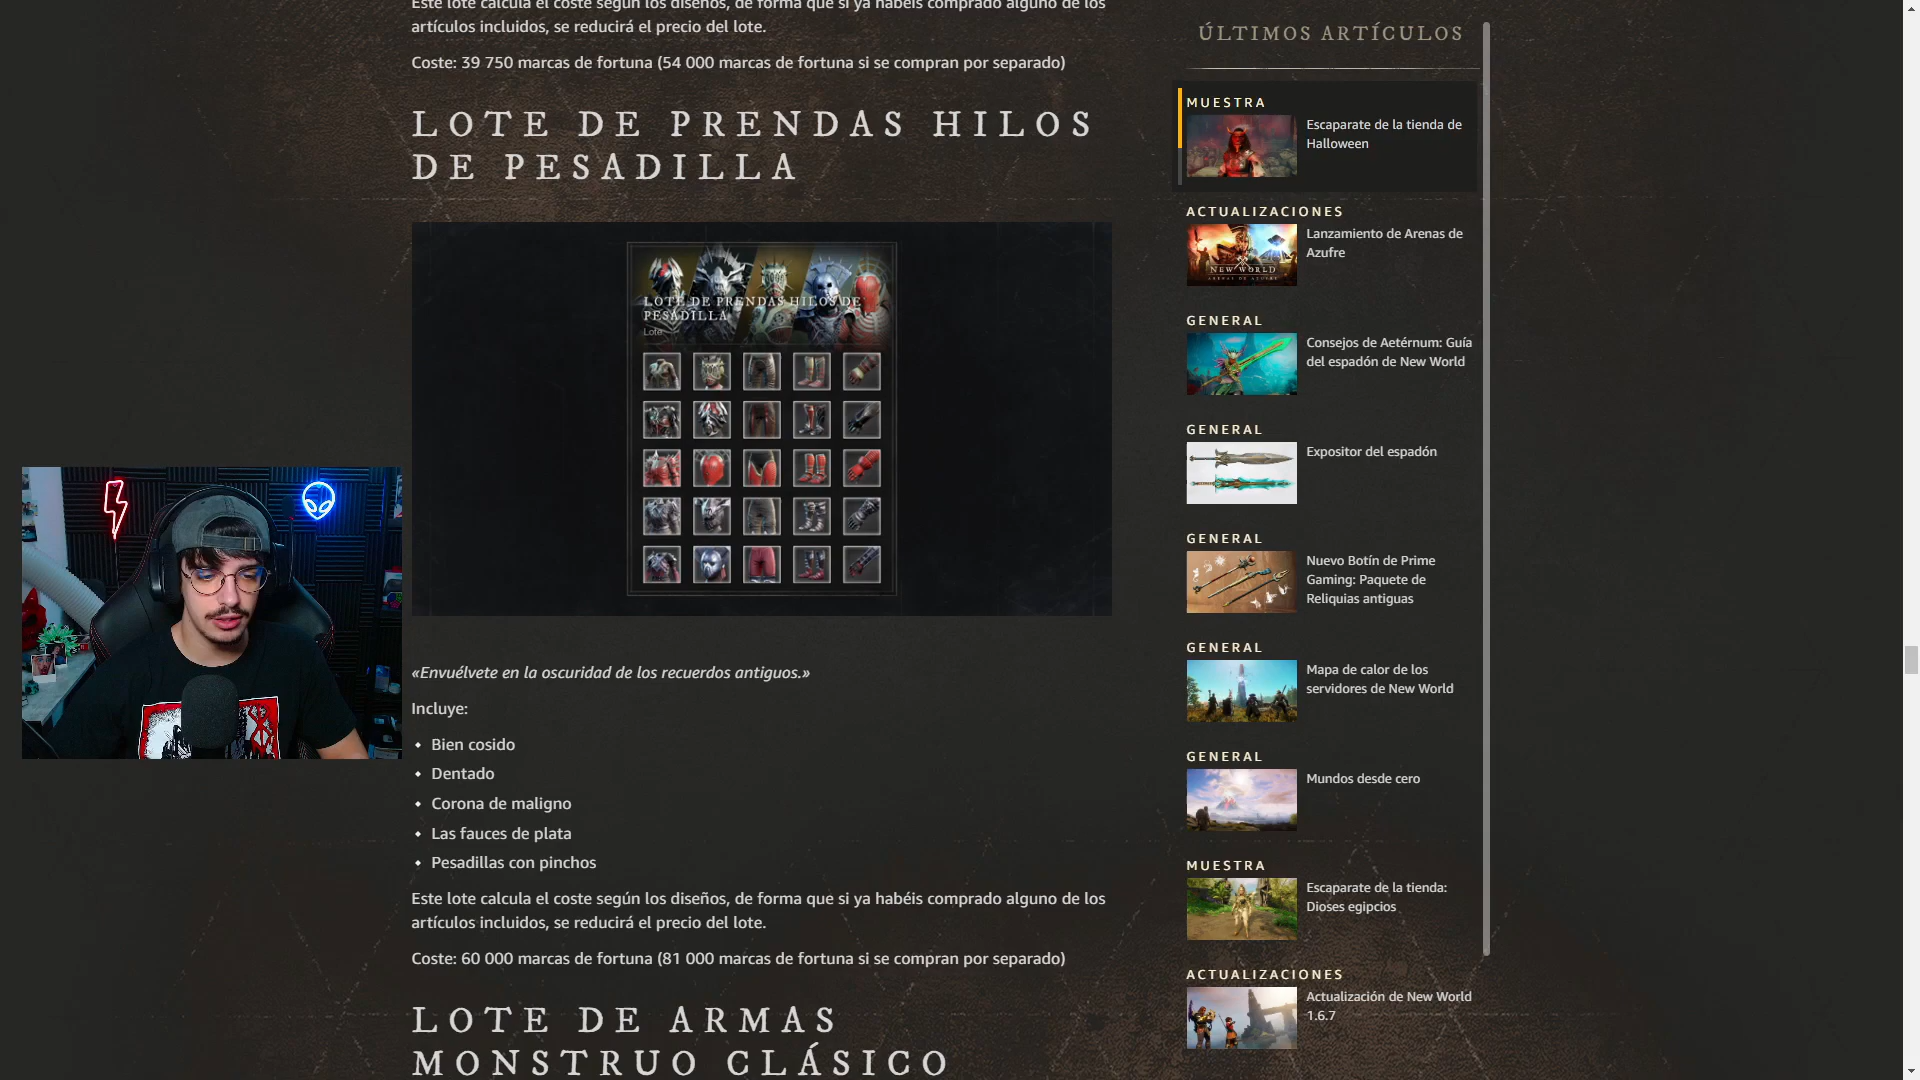 Este lote calcula el coste según los diseños, de forma que si ya habéis comprado alguno de los
artículos incluidos, se reducirá el precio del lote.
Coste: 39 750 marcas de fortuna (54 000 marcas de fortuna si se compran por separado)
LOTE DE PRENDAS HILOS
DE PESADILLA
LOTE DE PRENDAS HILOS DE
PESADILLA
Lote
«Envuélvete en la oscuridad de los recuerdos antiguos.»
Incluye:
Bien cosido
Dentado
Corona de maligno
Las fauces de plata
Pesadillas con pinchos
Este lote calcula el coste según los diseños, de forma que si ya habéis comprado alguno de los
artículos incluidos, se reducirá el precio del lote.
Coste: 60 000 marcas de fortuna (81 000 marcas de fortuna si se compran por separado)
LOTE DE ARMAS
MONSTRUO CLÁSICO
ÚLTIMOS ARTÍCULOS
MUESTRA
Escaparate de la tienda de
Halloween
ACTUALIZACIONES
NEW WORLD
Lanzamiento de Arenas de
Azufre
GENERAL
Consejos de Aetérnum: Guía
del espadón de New World
GENERAL
Expositor del espadón
GENERAL
Nuevo Botín de Prime
Gaming: Paquete de
Reliquias antiguas
GENERAL
Mapa de calor de los
servidores de New World
GENERAL
Mundos desde cero
MUESTRA
Escaparate de la tienda:
Dioses egipcios
ACTUALIZACIONES
Actualización de New World
1.6.7